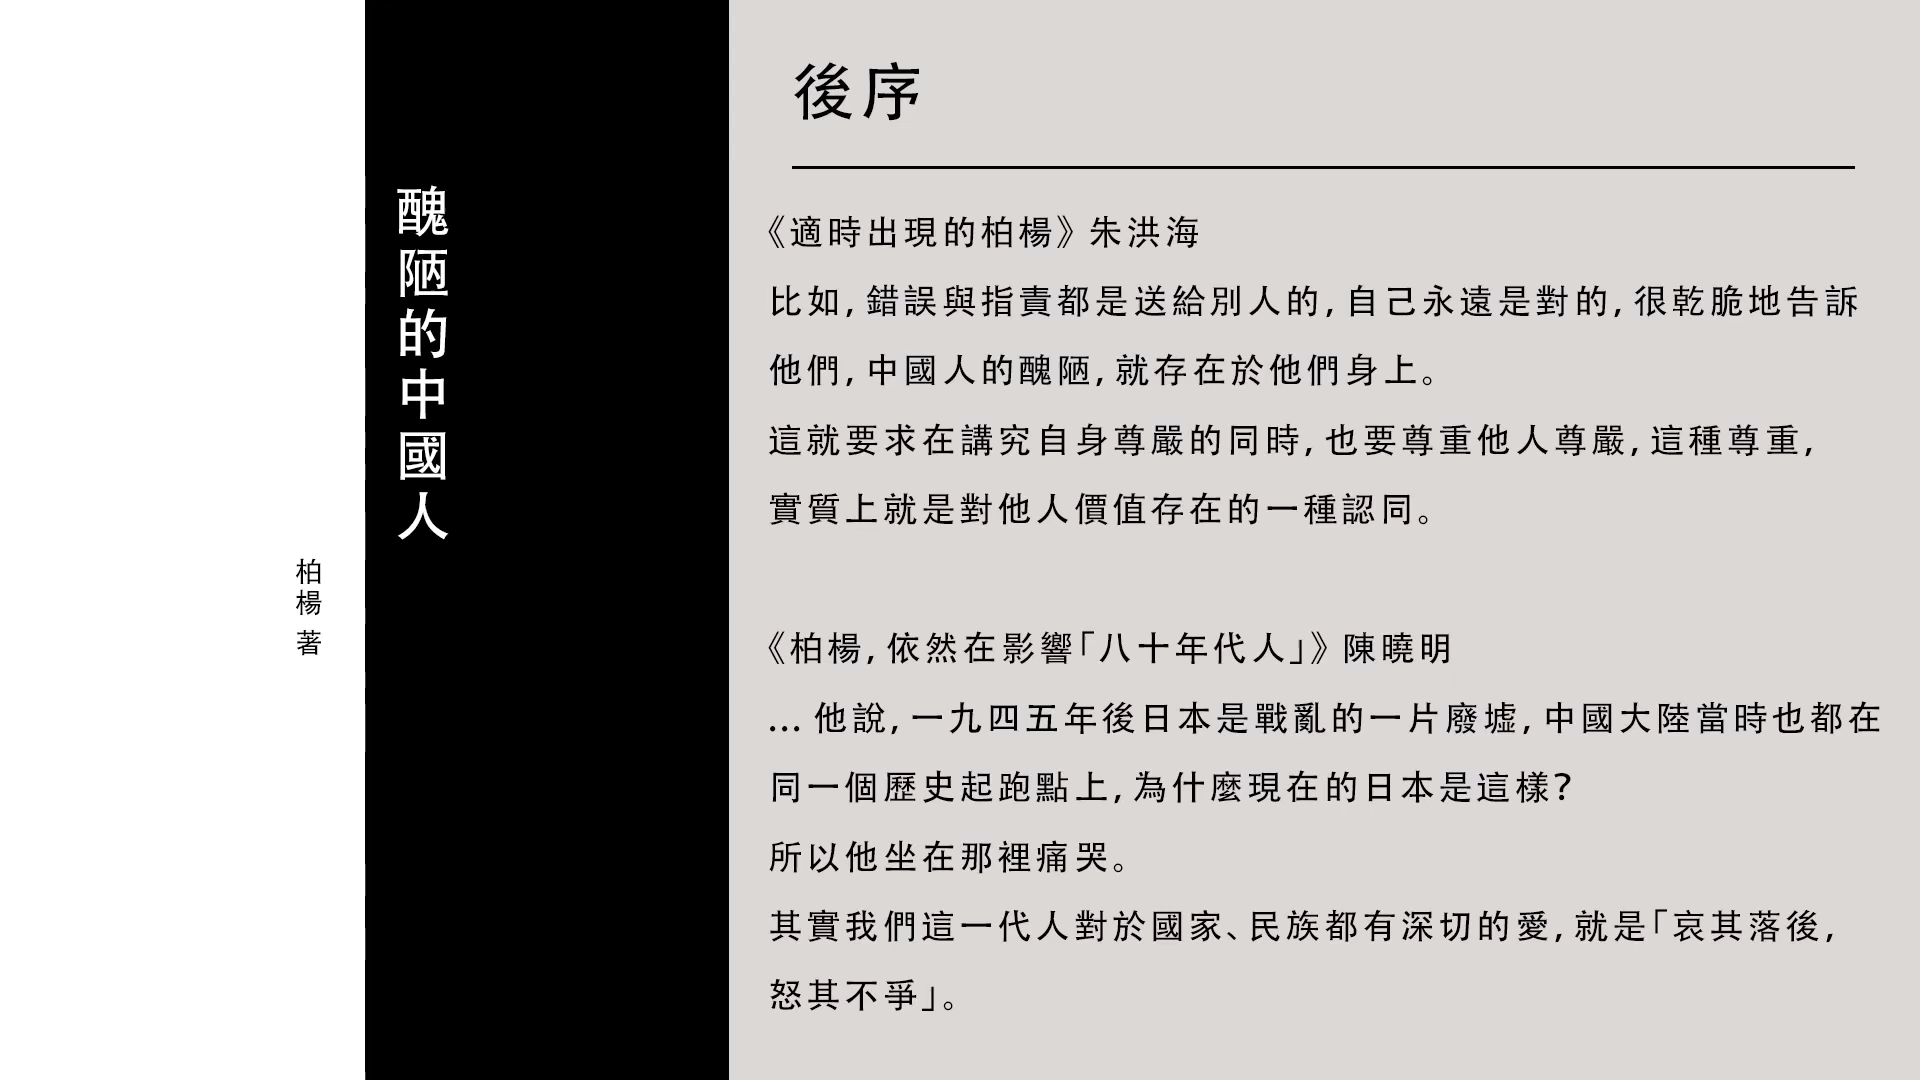 柏楊 著
醜陋的中國人
後序
《適時出現的柏楊》朱洪海
比如,錯誤與指責都是送給別人的,自己永遠是對的,很乾脆地告訴
他們,中國人的醜陋,就存在於他們身上。
這就要求在講究自身尊嚴的同時,也要尊重他人尊嚴,這種尊重,
實質上就是對他人價值存在的一種認同。
《柏楊,依然在影響「八十年代人」》陳曉明
... 他說,一九四五年後日本是戰亂的一片廢墟,中國大陸當時也都在
同一個歷史起跑點上,為什麼現在的日本是這樣?
所以他坐在那裡痛哭。
其實我們這一代人對於國家、民族都有深切的愛,就是「哀其落後,
怒其不爭」。